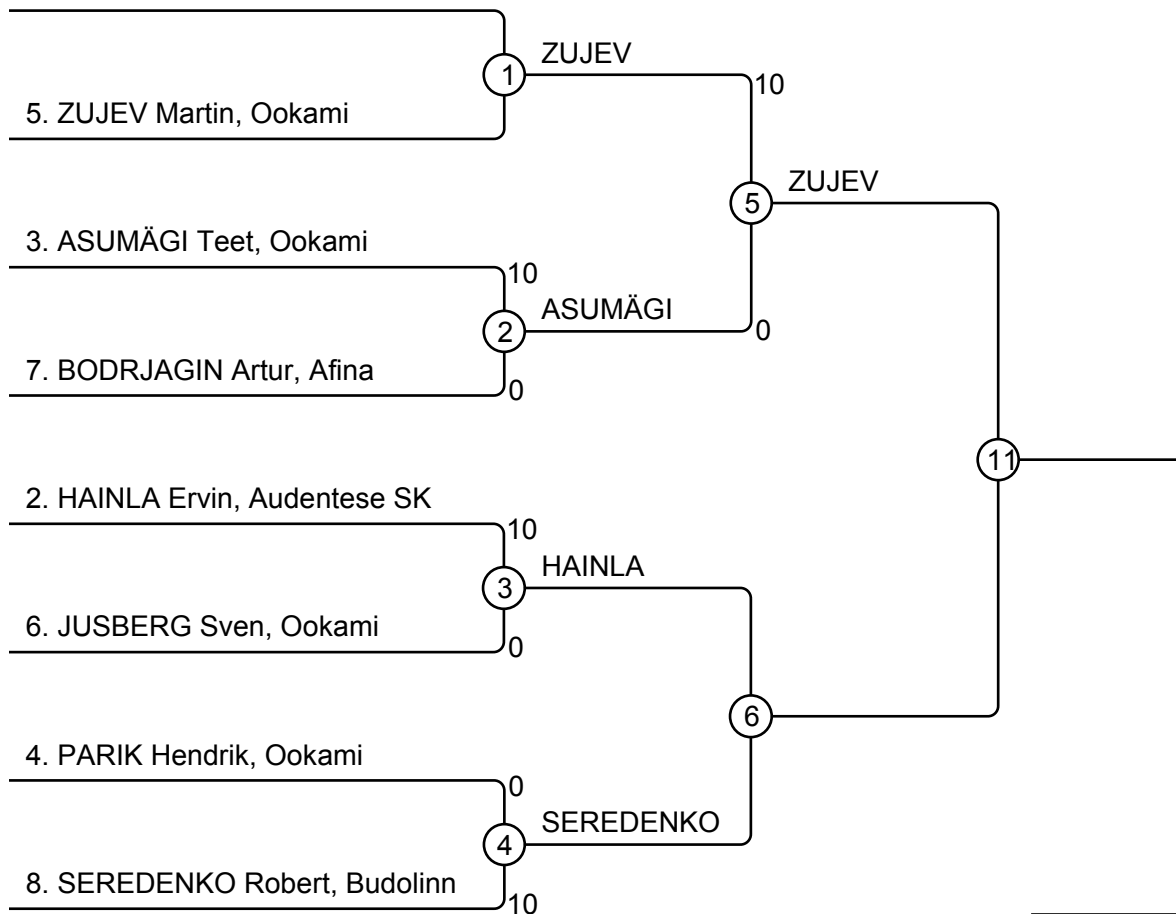 ZUJEV
1
10
5. ZUJEV Martin, Ookami
ZUJEV
5
3. ASUMÄGI Teet, Ookami
10
ASUMÄGI
2
0
7. BODRJAGIN Artur, Afina
0
11
2. HAINLA Ervin, Audentese SK
10
HAINLA
3
6. JUSBERG Sven, Ookami
0
6
4. PARIK Hendrik, Ookami
0
SEREDENKO
4
8. SEREDENKO Robert, Budolinn
10